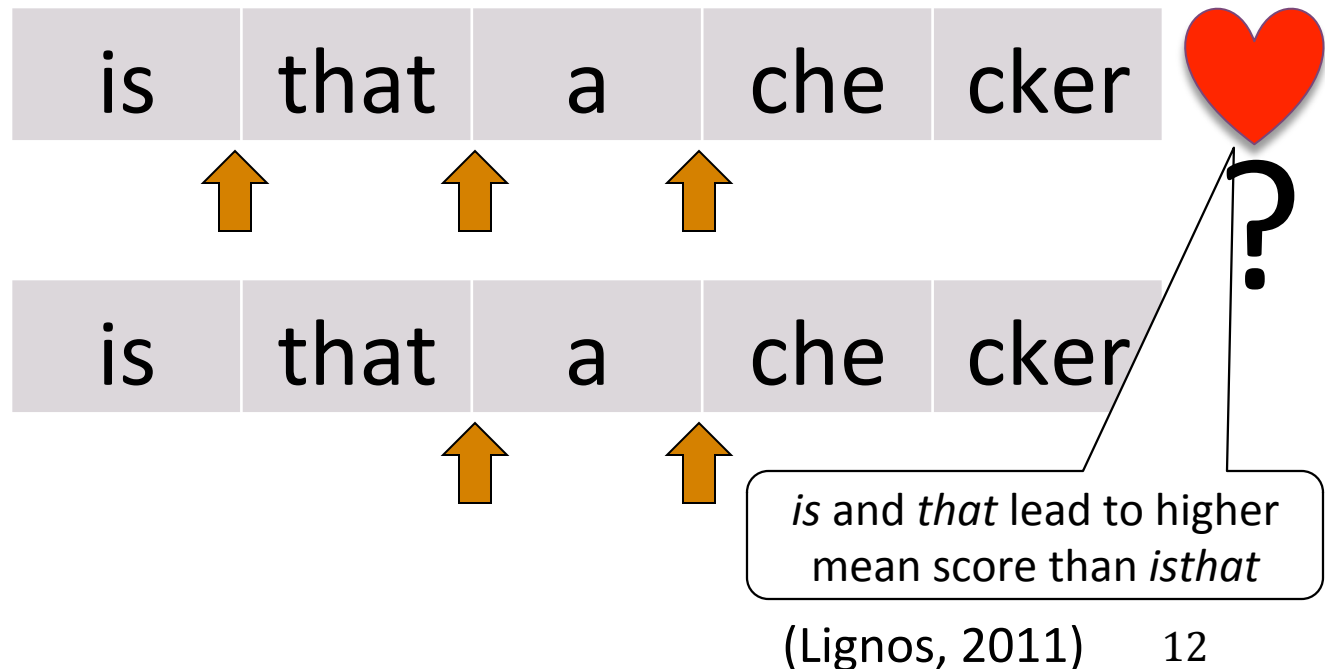 is that a che cker
?
is that a che cker
is and that lead to higher
mean score than isthat
(Lignos, 2011) 12